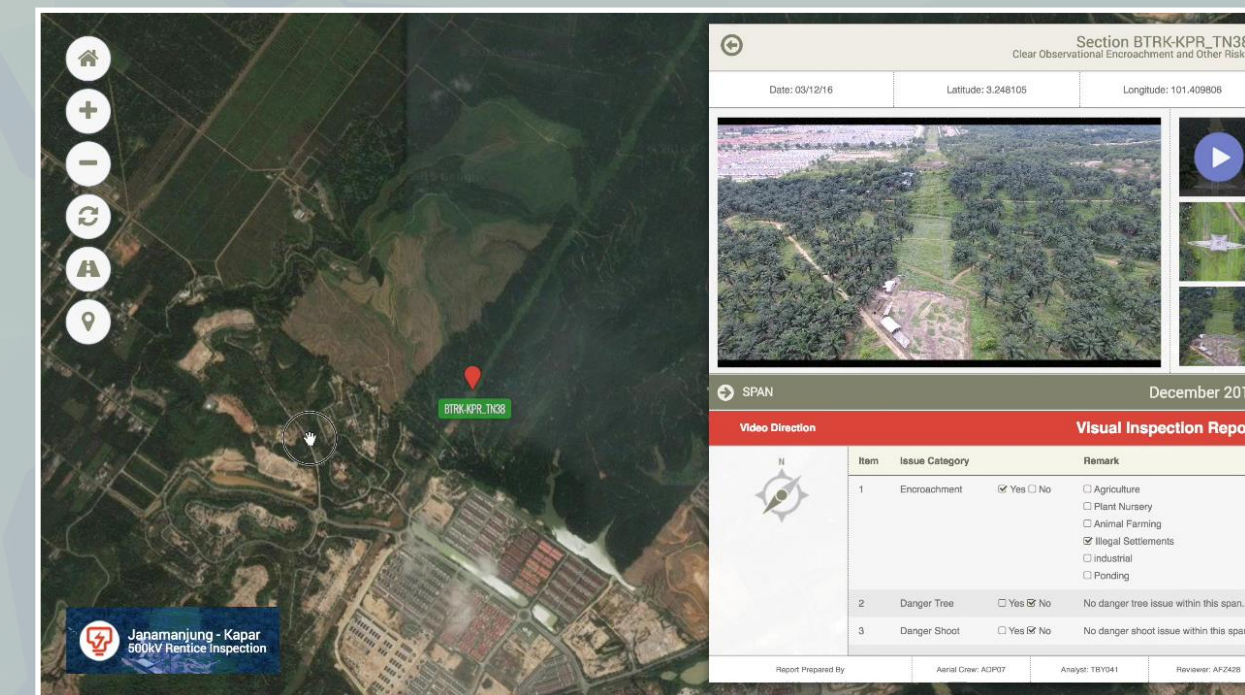 Section BTRK-KPR_TN38
Clear Observational Encroachment and Other Risk
Date: 03/12/16
Latitude: 3.248105
Longitude: 101.409806
BTRK-KPR_TN38
SPAN
December 201
Video Direction
Visual Inspection Repo
N
Item Issue Category Remark
1 Encroachment ☑ Yes ☐ No ☐ Agriculture
☐ Plant Nursery
☐ Animal Farming
☑ Illegal Settlements
☐ industrial
☐ Ponding
2 Danger Tree ☐ Yes ☑ No No danger tree issue within this span.
3 Danger Shoot ☐ Yes ☑ No No danger shoot issue within this span
Report Prepared By Aerial Crew: ADP07 Analyst: TBY041 Reviewer: AFZ428
Janamanjung - Kapar
500kV Rentice Inspection